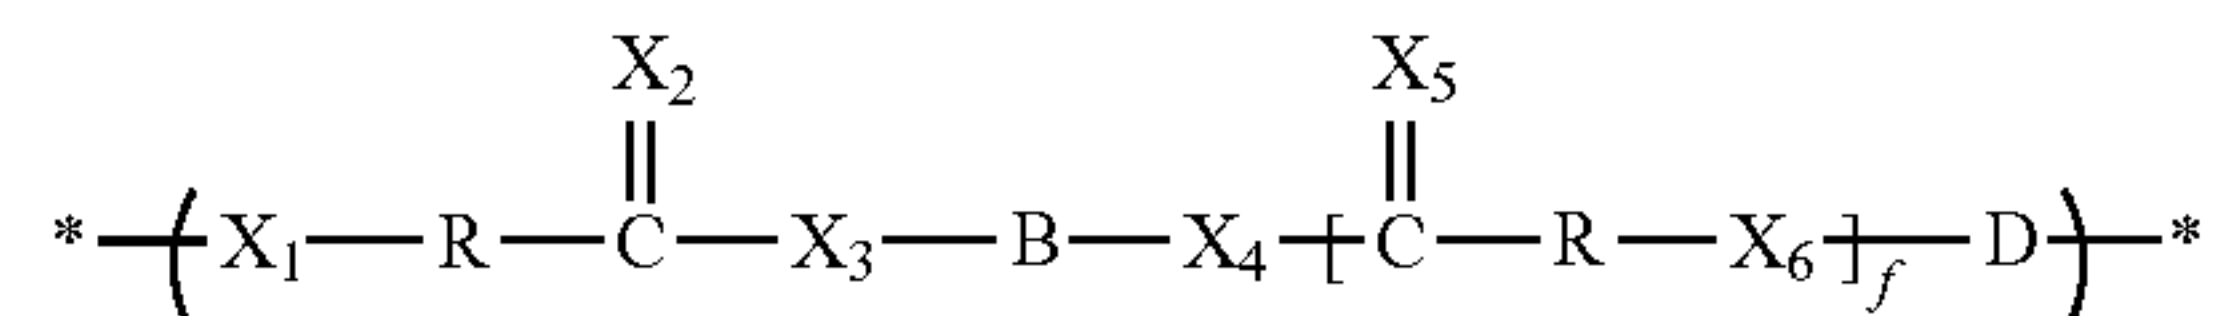 X₂ X₅
* ( X₁ — R — C — X₃ — B — X₄ [ C — R — X₆ ]f — D ) *